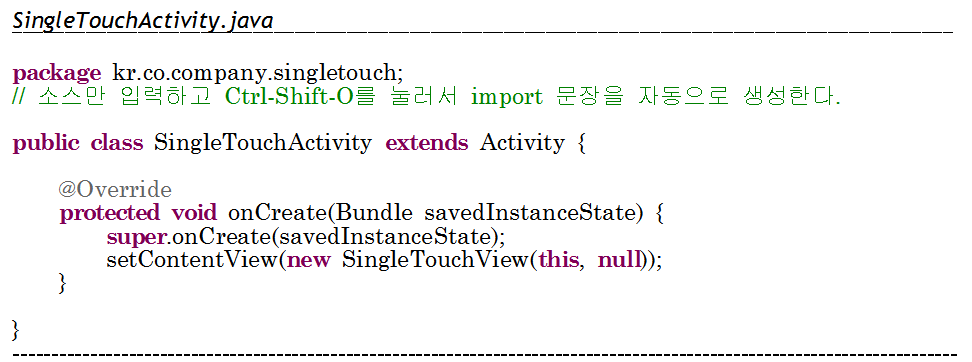 SingleTouchActivity.java
package kr.co.company.singletouch;
// 소스만 입력하고 Ctrl-Shift-O를 눌러서 import 문장을 자동으로 생성한다.
public class SingleTouchActivity extends Activity {
@Override
protected void onCreate(Bundle savedInstanceState) {
super.onCreate(savedInstanceState);
setContentView(new SingleTouchView(this, null));
}
}